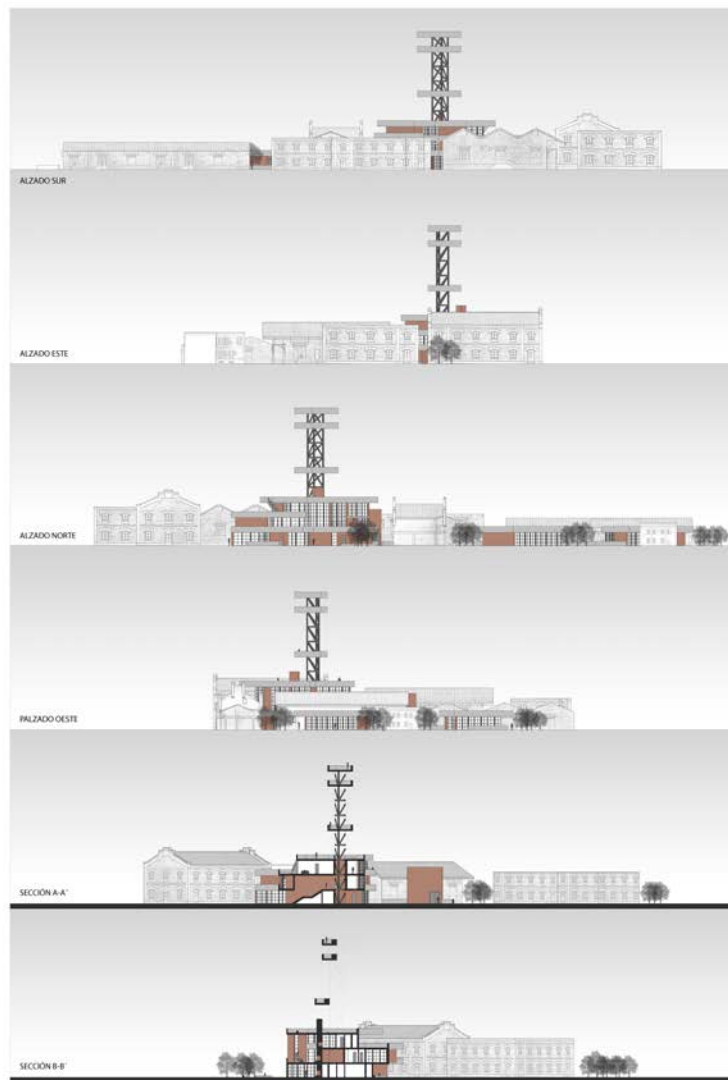 ALZADO SUR
ALZADO ESTE
ALZADO NORTE
PALZADO OESTE
SECCIÓN A-A´
SECCIÓN B-B´